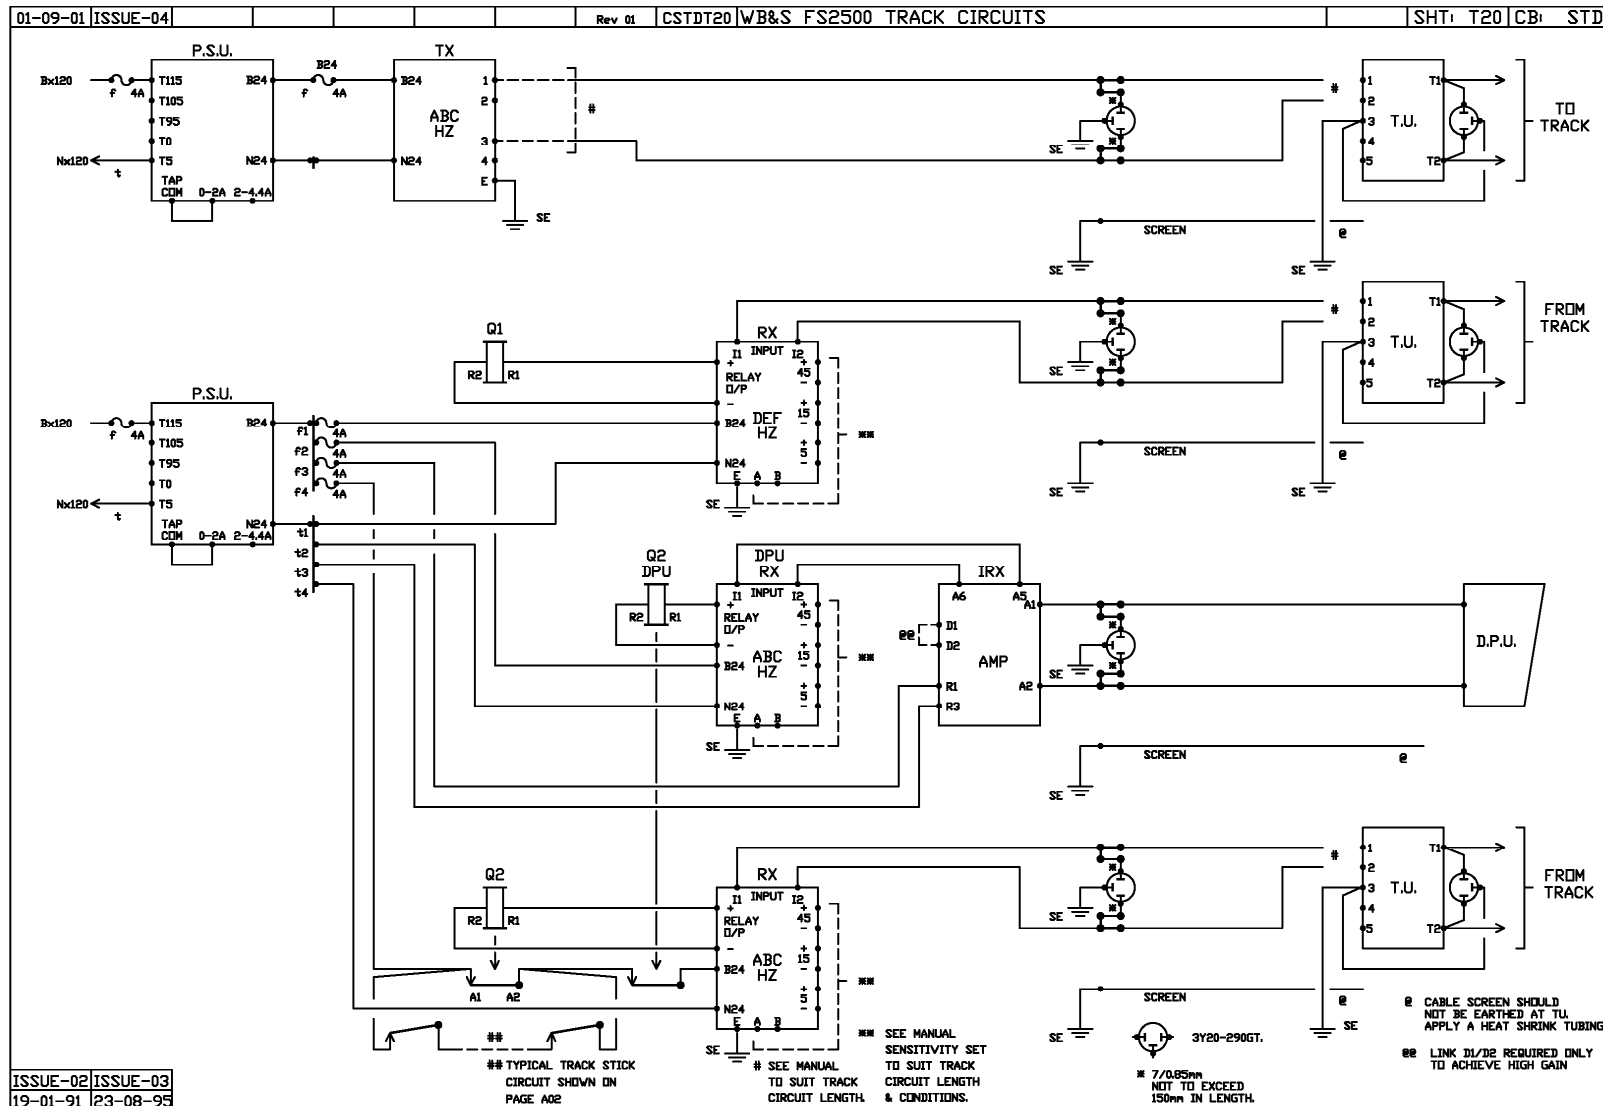 01-09-01 ISSUE-04 Rev 01 CSTDT20 WB&S FS2500 TRACK CIRCUITS SHT: T20 CB: STD
P.S.U.
B24
TX
Bx120 f 4A T115 B24 f 4A B24 1
T105 2
T95 ABC
HZ
T0 3
Nx120 t T5 N24 N24 4
TAP
COM 0-2A 2-4.4A
E
SE
#
*
*
SE
#
1 T1
2
3 T.U.
4
5 T2
TO
TRACK
SCREEN
@
SE
SE
Q1
R2 R1
RX
I1 INPUT I2
+ + 45 -
RELAY
O/P
-
+ 15 -
B24 DEF
HZ
+ 5 -
N24
E A B
SE
**
*
*
SE
#
1 T1
2
3 T.U.
4
5 T2
FROM
TRACK
SCREEN
@
SE
SE
P.S.U.
Bx120 f 4A T115 B24
T105
T95
T0
Nx120 t T5
TAP
COM 0-2A 2-4.4A
N24
f1 4A
f2 4A
f3 4A
f4 4A
t1
t2
t3
t4
Q2
DPU
R2 R1
DPU
RX
I1 INPUT I2
+ + 45 -
RELAY
O/P
-
+ 15 -
ABC
HZ
B24
+ 5 -
N24
E A B
SE
**
IRX
A6 A5
A1
@@ D1
D2
AMP
R1 A2
R3
*
*
SE
D.P.U.
SCREEN
@
SE
Q2
R2 R1
A1 A2
RX
I1 INPUT I2
+ + 45 -
RELAY
O/P
-
+ 15 -
B24 ABC
HZ
+ 5 -
N24
E A B
SE
**
*
*
SE
#
1 T1
2
3 T.U.
4
5 T2
FROM
TRACK
SCREEN
@
SE
SE
##
## TYPICAL TRACK STICK
CIRCUIT SHOWN ON
PAGE A02
# SEE MANUAL
TO SUIT TRACK
CIRCUIT LENGTH.
** SEE MANUAL
SENSITIVITY SET
TO SUIT TRACK
CIRCUIT LENGTH
& CONDITIONS.
3Y20-290GT.
* 7/0.85mm
NOT TO EXCEED
150mm IN LENGTH.
@ CABLE SCREEN SHOULD
NOT BE EARTHED AT TU.
APPLY A HEAT SHRINK TUBING
@@ LINK D1/D2 REQUIRED ONLY
TO ACHIEVE HIGH GAIN
ISSUE-02 ISSUE-03
19-01-91 23-08-95